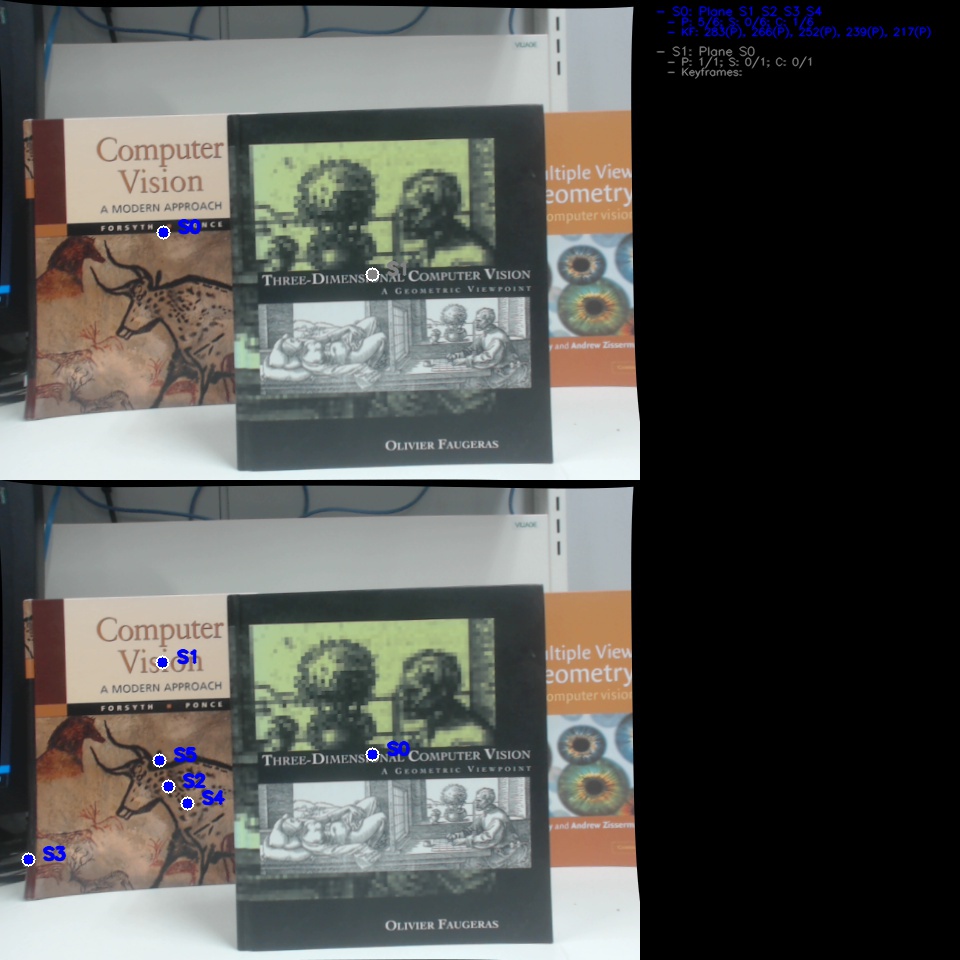 - S0: Plane S1 S2 S3 S4
- P: 5/6; S: 0/6; C: 1/6
- KF: 283(P), 266(P), 252(P), 239(P), 217(P)
- S1: Plane S0
- P: 1/1; S: 0/1; C: 0/1
- Keyframes:
VILAGE
Computer
Vision
A MODERN APPROACH
FORSYTH PONCE
S0
S1
THREE-DIMENSIONAL COMPUTER VISION
A GEOMETRIC VIEWPOINT
OLIVIER FAUGERAS
ltiple View
eometry
omputer vision
y and Andrew Zisserm
VILAGE
Computer
Vision
S1
A MODERN APPROACH
FORSYTH • PONCE
S5
S2
S4
S3
S0
THREE-DIMENSIONAL COMPUTER VISION
A GEOMETRIC VIEWPOINT
OLIVIER FAUGERAS
ltiple View
eometry
omputer vision
y and Andrew Zisserm